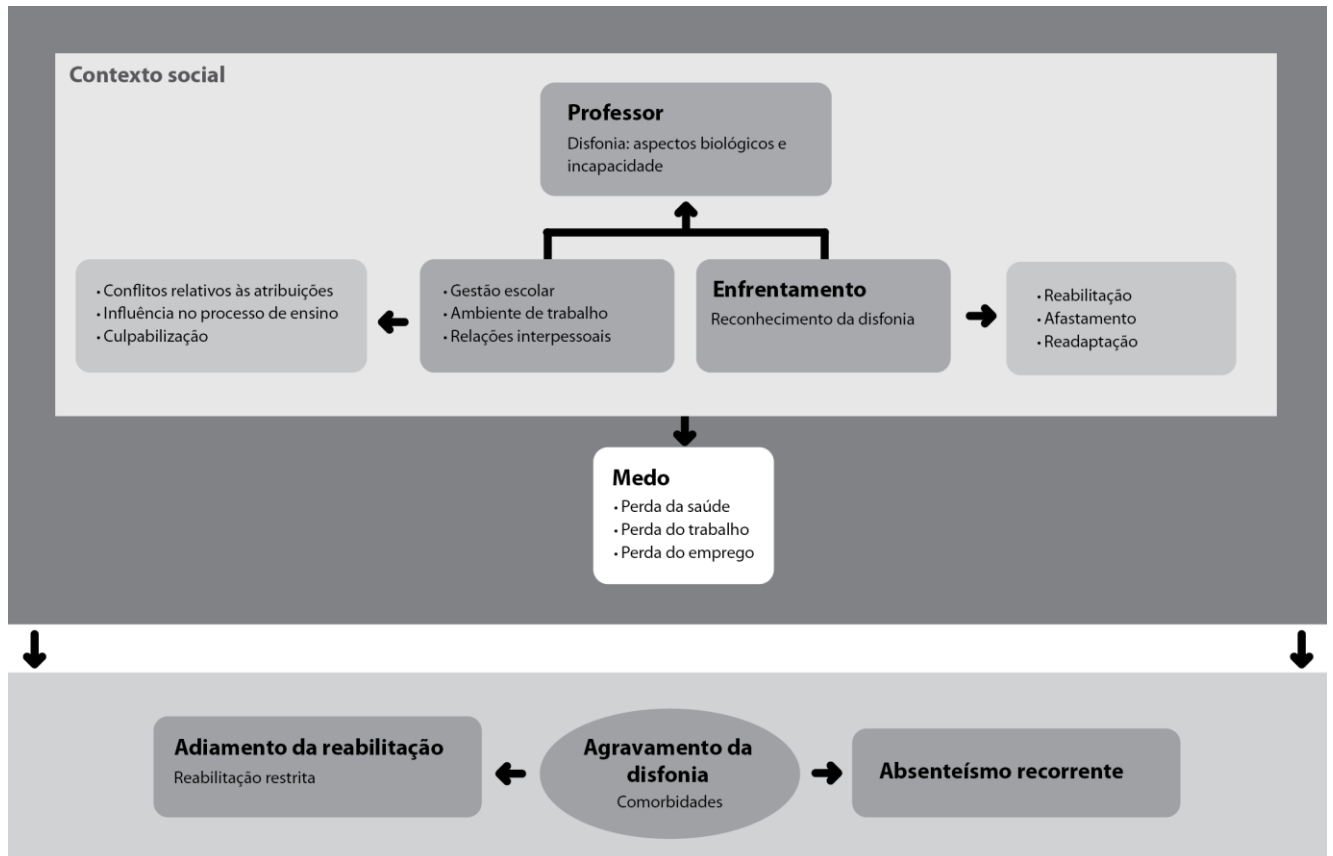 Contexto social
Professor
Disfonia: aspectos biológicos e
incapacidade
• Conflitos relativos às atribuições
• Influência no processo de ensino
• Culpabilização
• Gestão escolar
• Ambiente de trabalho
• Relações interpessoais
Enfrentamento
Reconhecimento da disfonia
• Reabilitação
• Afastamento
• Readaptação
Medo
• Perda da saúde
• Perda do trabalho
• Perda do emprego
Adiamento da reabilitação
Reabilitação restrita
Agravamento da
disfonia
Comorbidades
Absenteísmo recorrente